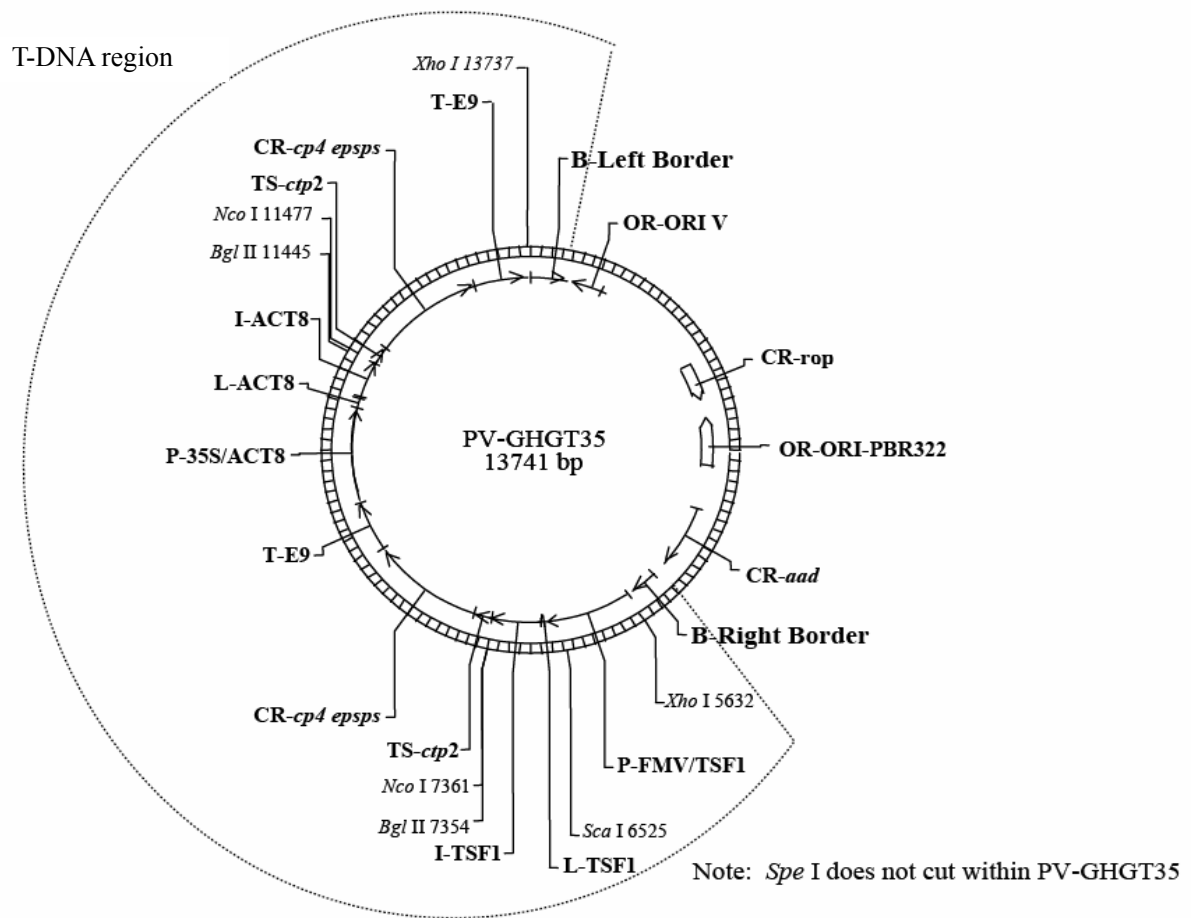 T-DNA region
Xho I 13737
T-E9
CR-cp4 epsps
B-Left Border
TS-ctp2
Nco I 11477
OR-ORI V
Bgl II 11445
I-ACT8
CR-rop
L-ACT8
PV-GHGT35
13741 bp
P-35S/ACT8
OR-ORI-PBR322
T-E9
CR-aad
B-Right Border
Xho I 5632
CR-cp4 epsps
TS-ctp2
P-FMV/TSF1
Nco I 7361
Bgl II 7354
Sca I 6525
I-TSF1
L-TSF1
Note: Spe I does not cut within PV-GHGT35